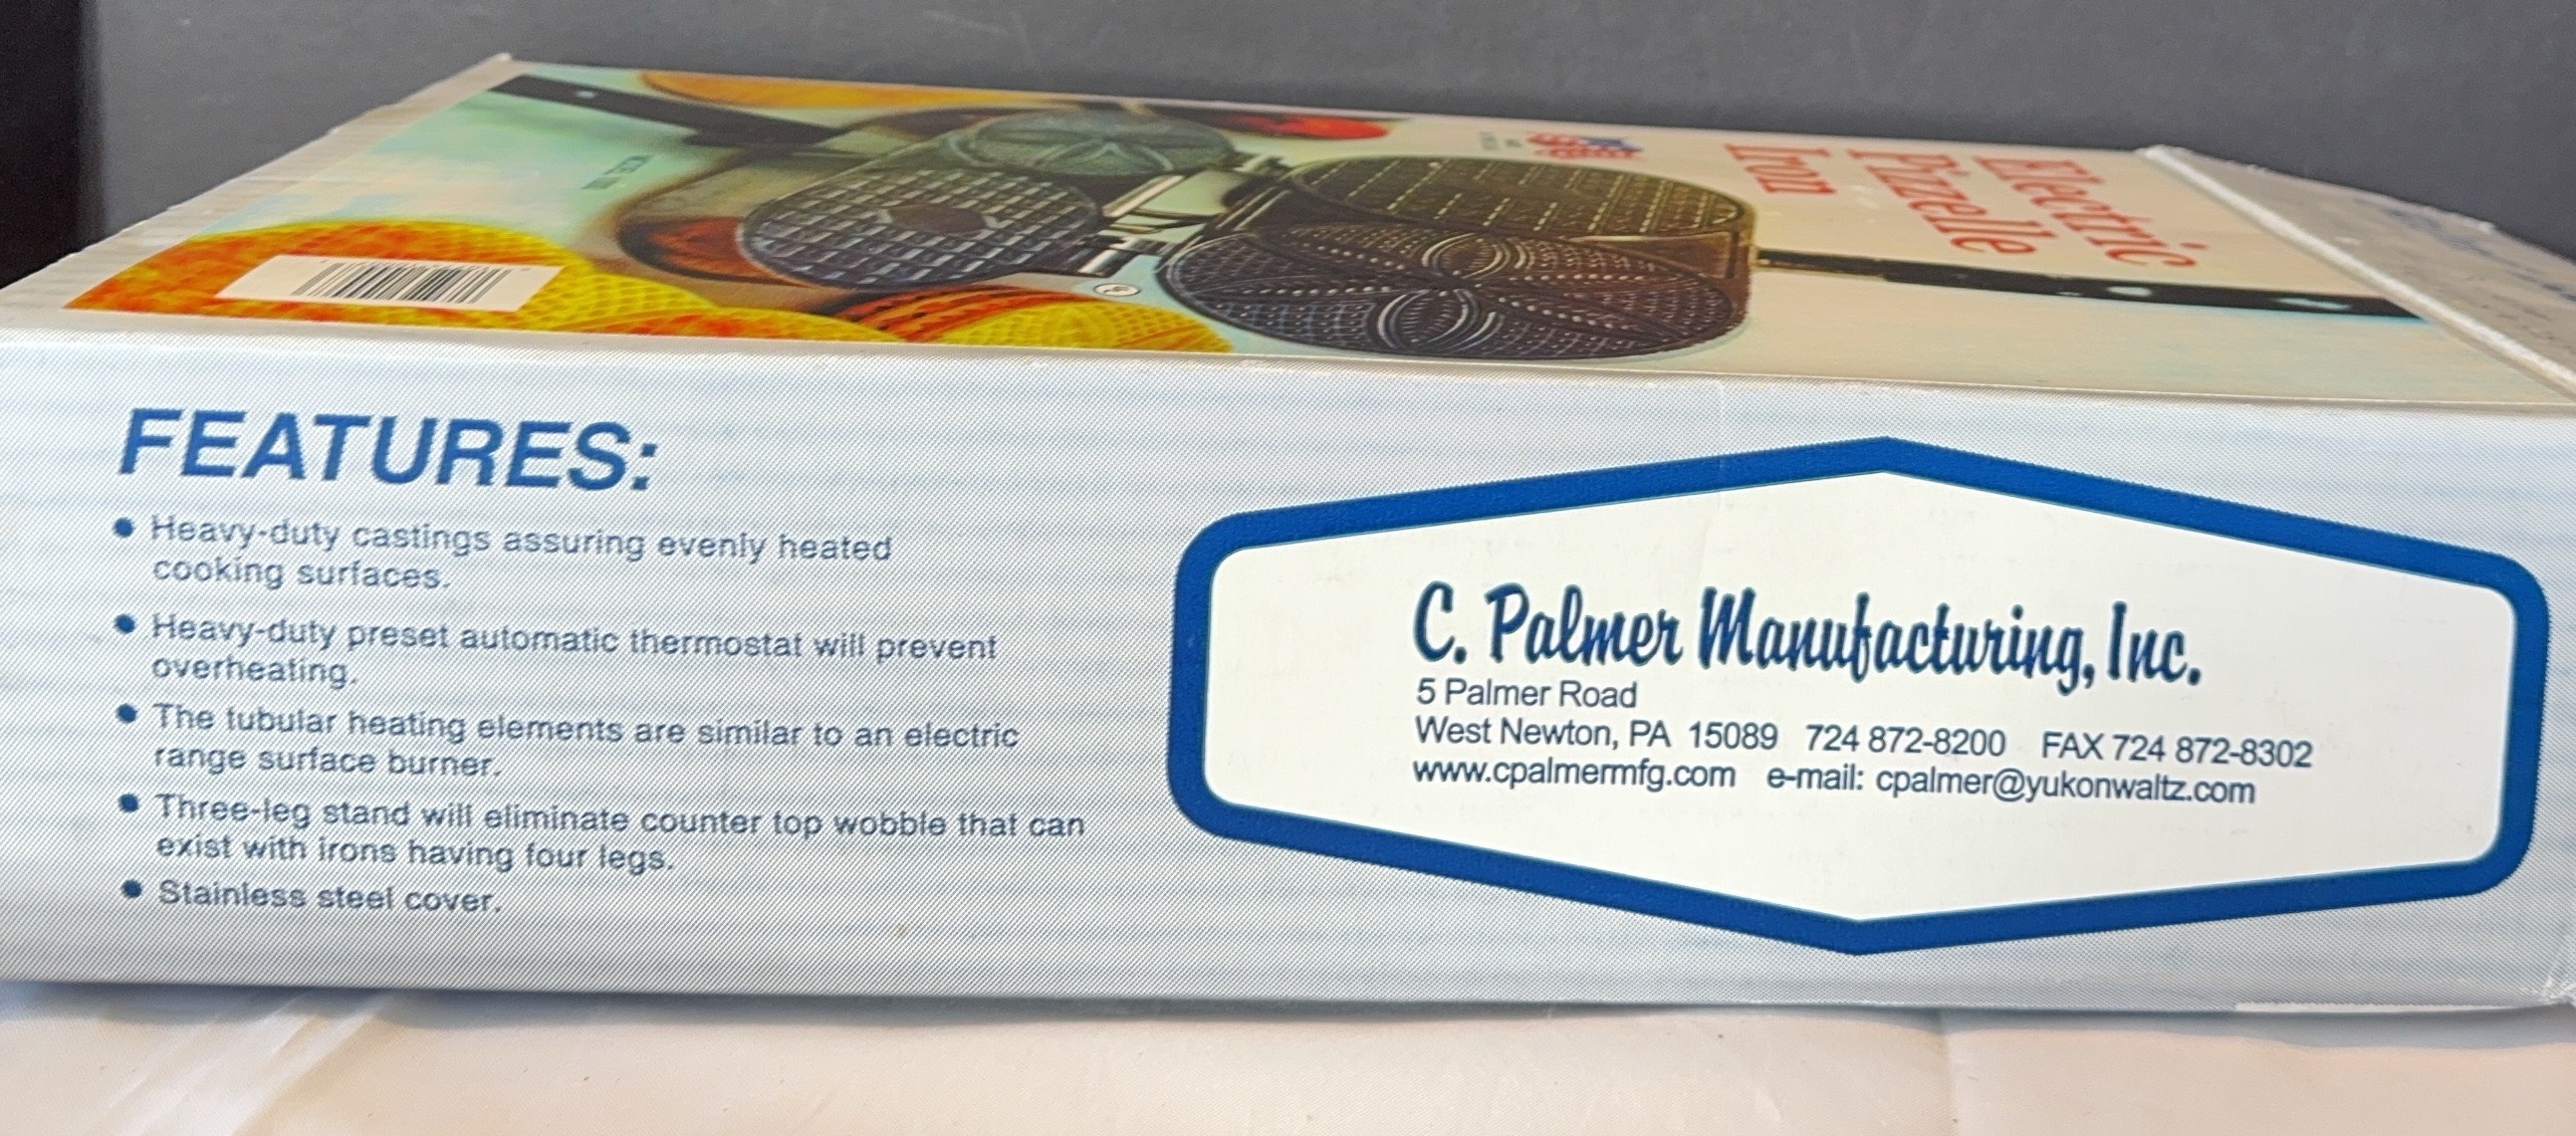 Electric
Pizzelle
Iron
FEATURES:
● Heavy-duty castings assuring evenly heated
cooking surfaces.
● Heavy-duty preset automatic thermostat will prevent
overheating.
● The tubular heating elements are similar to an electric
range surface burner.
● Three-leg stand will eliminate counter top wobble that can
exist with irons having four legs.
● Stainless steel cover.
C. Palmer Manufacturing, Inc.
5 Palmer Road
West Newton, PA 15089 724 872-8200 FAX 724 872-8302
www.cpalmermfg.com e-mail: cpalmer@yukonwaltz.com